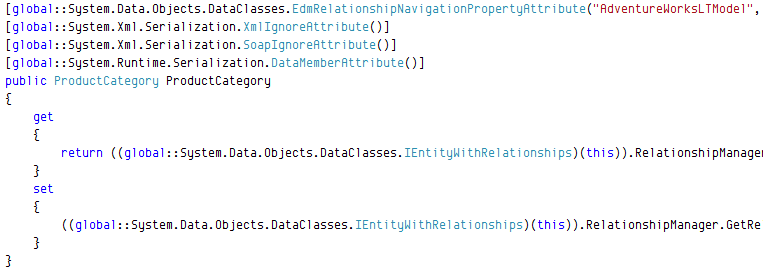 [global::System.Data.Objects.DataClasses.EdmRelationshipNavigationPropertyAttribute("AdventureWorksLTModel",
[global::System.Xml.Serialization.XmlIgnoreAttribute()]
[global::System.Xml.Serialization.SoapIgnoreAttribute()]
[global::System.Runtime.Serialization.DataMemberAttribute()]
public ProductCategory ProductCategory
{
get
{
return ((global::System.Data.Objects.DataClasses.IEntityWithRelationships)(this)).RelationshipManage
}
set
{
((global::System.Data.Objects.DataClasses.IEntityWithRelationships)(this)).RelationshipManager.GetRe
}
}